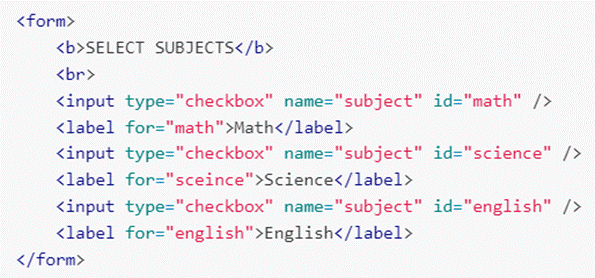 <form>
<b>SELECT SUBJECTS</b>
<br>
<input type="checkbox" name="subject" id="math" />
<label for="math">Math</label>
<input type="checkbox" name="subject" id="science" />
<label for="sceince">Science</label>
<input type="checkbox" name="subject" id="english" />
<label for="english">English</label>
</form>